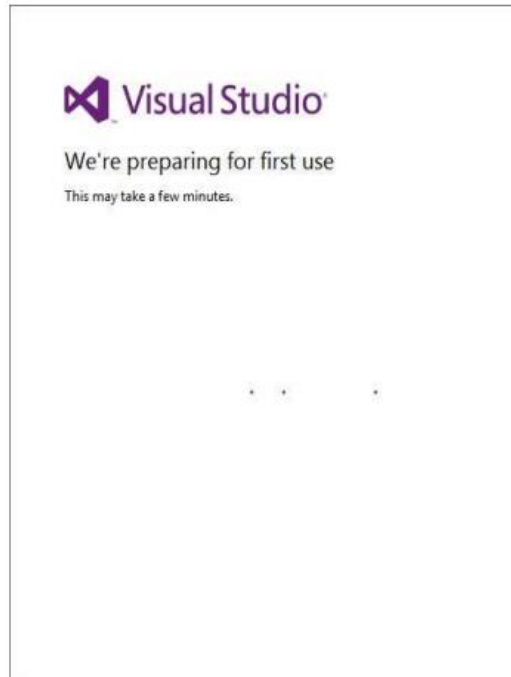 Visual Studio
We're preparing for first use
This may take a few minutes.